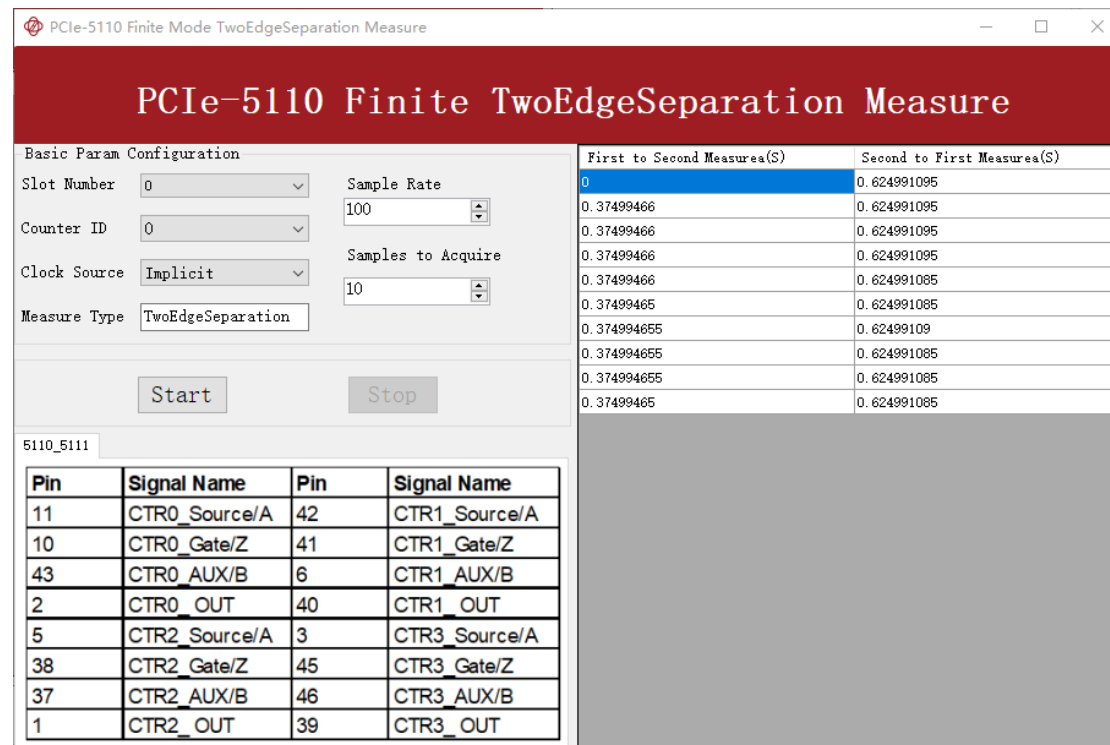 PCIe-5110 Finite Mode TwoEdgeSeparation Measure
PCIe-5110 Finite TwoEdgeSeparation Measure
Basic Param Configuration
Slot Number 0
Counter ID 0
Clock Source Implicit
Measure Type TwoEdgeSeparation
Sample Rate
100
Samples to Acquire
10
Start Stop
5110_5111
Pin Signal Name Pin Signal Name
11 CTR0_Source/A 42 CTR1_Source/A
10 CTR0_Gate/Z 41 CTR1_Gate/Z
43 CTR0_AUX/B 6 CTR1_AUX/B
2 CTR0_ OUT 40 CTR1_ OUT
5 CTR2_Source/A 3 CTR3_Source/A
38 CTR2_Gate/Z 45 CTR3_Gate/Z
37 CTR2_AUX/B 46 CTR3_AUX/B
1 CTR2_ OUT 39 CTR3_ OUT
First to Second Measurea(S) Second to First Measurea(S)
0 0.624991095
0.37499466 0.624991095
0.37499466 0.624991095
0.37499466 0.624991095
0.37499466 0.624991085
0.37499465 0.624991085
0.374994655 0.62499109
0.374994655 0.624991085
0.374994655 0.624991085
0.37499465 0.624991085